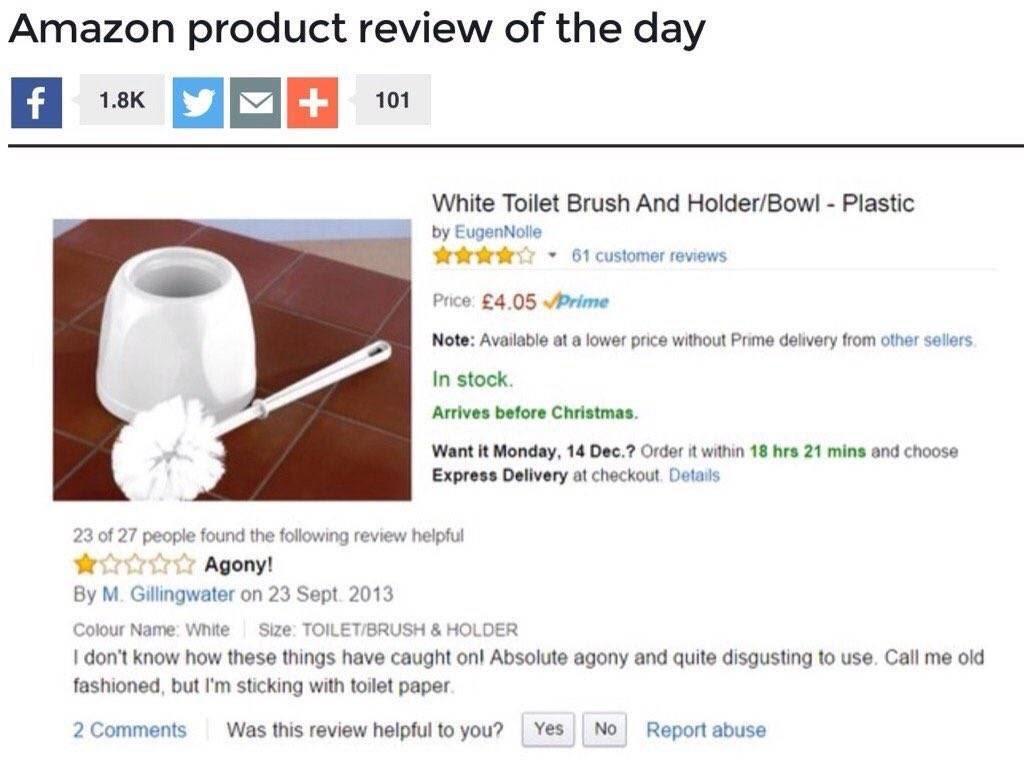 Amazon product review of the day
f 1.8K + 101
White Toilet Brush And Holder/Bowl - Plastic
by EugenNolle
61 customer reviews
Price: £4.05 Prime
Note: Available at a lower price without Prime delivery from other sellers.
In stock.
Arrives before Christmas.
Want it Monday, 14 Dec.? Order it within 18 hrs 21 mins and choose
Express Delivery at checkout. Details
23 of 27 people found the following review helpful
Agony!
By M. Gillingwater on 23 Sept. 2013
Colour Name: White Size: TOILET/BRUSH & HOLDER
I don't know how these things have caught on! Absolute agony and quite disgusting to use. Call me old
fashioned, but I'm sticking with toilet paper.
2 Comments Was this review helpful to you? Yes No Report abuse